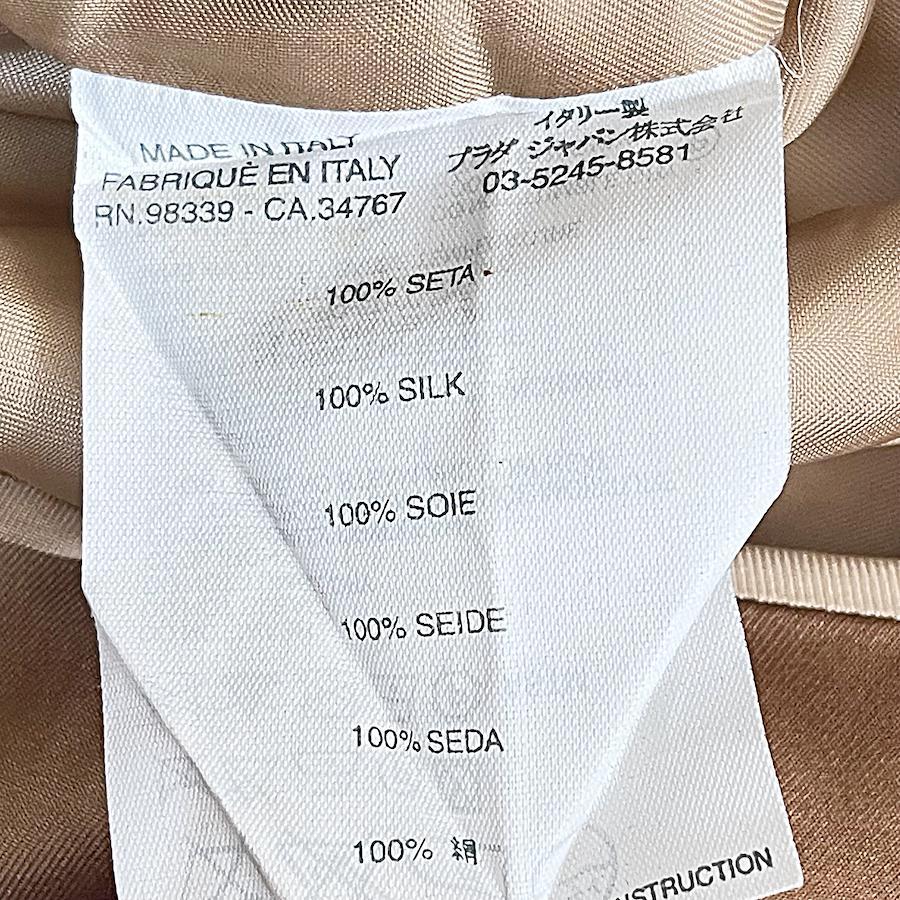 MADE IN ITALY
FABRIQUÈ EN ITALY
RN.98339 - CA.34767
イタリー製
プラダ ジャパン株式会社
03-5245-8581
100% SETA
100% SILK
100% SOIE
100% SEIDE
100% SEDA
100% 絹